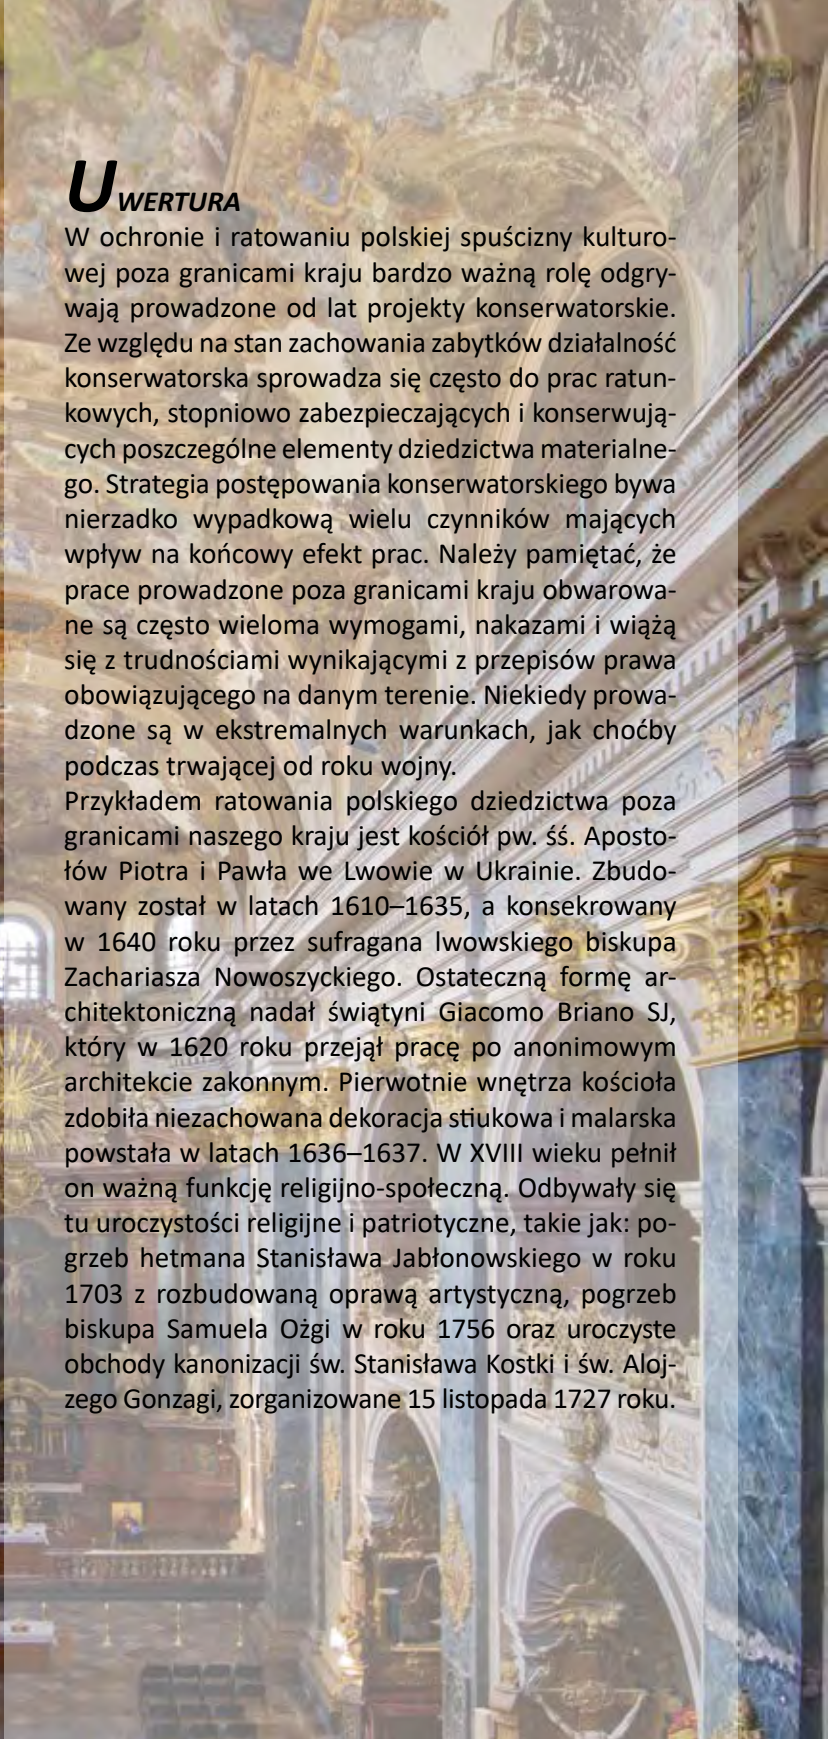 UWERTURA
W ochronie i ratowaniu polskiej spuścizny kulturo-
wej poza granicami kraju bardzo ważną rolę odgry-
wają prowadzone od lat projekty konserwatorskie.
Ze względu na stan zachowania zabytków działalność
konserwatorska sprowadza się często do prac ratun-
kowych, stopniowo zabezpieczających i konserwują-
cych poszczególne elementy dziedzictwa materialne-
go. Strategia postępowania konserwatorskiego bywa
nierzadko wypadkową wielu czynników mających
wpływ na końcowy efekt prac. Należy pamiętać, że
prace prowadzone poza granicami kraju obwarowa-
ne są często wieloma wymogami, nakazami i wiążą
się z trudnościami wynikającymi z przepisów prawa
obowiązującego na danym terenie. Niekiedy prowa-
dzone są w ekstremalnych warunkach, jak choćby
podczas trwającej od roku wojny.
Przykładem ratowania polskiego dziedzictwa poza
granicami naszego kraju jest kościół pw. śś. Aposto-
łów Piotra i Pawła we Lwowie w Ukrainie. Zbudo-
wany został w latach 1610–1635, a konsekrowany
w 1640 roku przez sufragana lwowskiego biskupa
Zachariasza Nowoszyckiego. Ostateczną formę ar-
chitektoniczną nadał świątyni Giacomo Briano SJ,
który w 1620 roku przejął pracę po anonimowym
architekcie zakonnym. Pierwotnie wnętrza kościoła
zdobiła niezachowana dekoracja stiukowa i malarska
powstała w latach 1636–1637. W XVIII wieku pełnił
on ważną funkcję religijno-społeczną. Odbywały się
tu uroczystości religijne i patriotyczne, takie jak: po-
grzeb hetmana Stanisława Jabłonowskiego w roku
1703 z rozbudowaną oprawą artystyczną, pogrzeb
biskupa Samuela Ożgi w roku 1756 oraz uroczyste
obchody kanonizacji św. Stanisława Kostki i św. Aloj-
zego Gonzagi, zorganizowane 15 listopada 1727 roku.